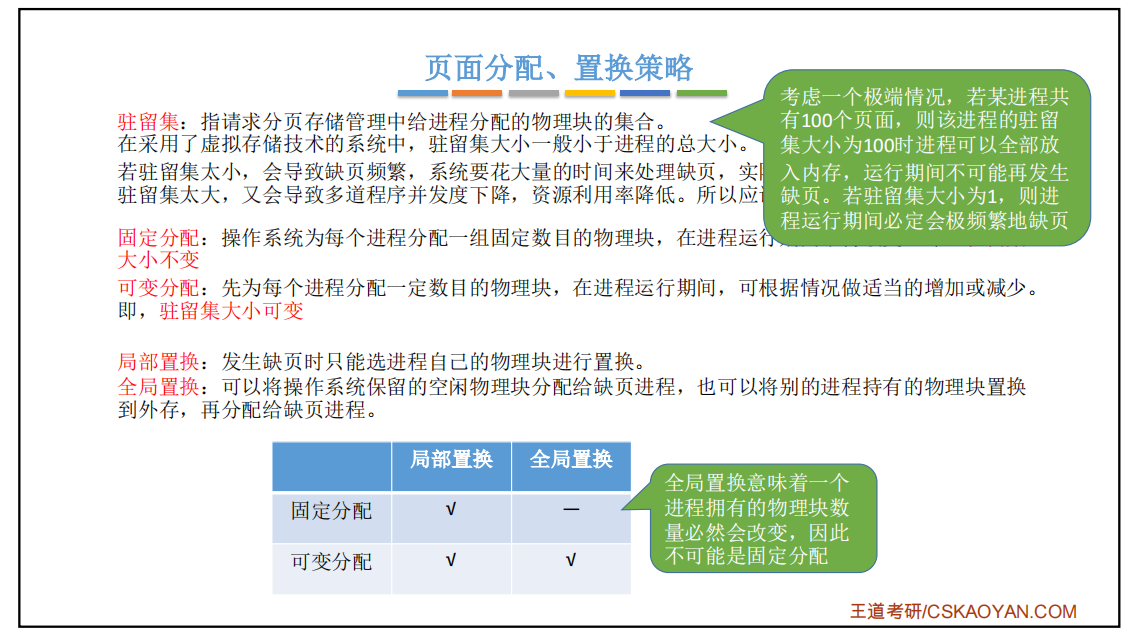 页面分配、置换策略
驻留集：指请求分页存储管理中给进程分配的物理块的集合。
在采用了虚拟存储技术的系统中，驻留集大小一般小于进程的总大小。
若驻留集太小，会导致缺页频繁，系统要花大量的时间来处理缺页，实
驻留集太大，又会导致多道程序并发度下降，资源利用率降低。所以应
考虑一个极端情况，若某进程共
有100个页面，则该进程的驻留
集大小为100时进程可以全部放
入内存，运行期间不可能再发生
缺页。若驻留集大小为1，则进
程运行期间必定会极频繁地缺页
固定分配：操作系统为每个进程分配一组固定数目的物理块，在进程运行
大小不变
可变分配：先为每个进程分配一定数目的物理块，在进程运行期间，可根据情况做适当的增加或减少。
即，驻留集大小可变
局部置换：发生缺页时只能选进程自己的物理块进行置换。
全局置换：可以将操作系统保留的空闲物理块分配给缺页进程，也可以将别的进程持有的物理块置换
到外存，再分配给缺页进程。
局部置换 全局置换
固定分配 √ —
可变分配 √ √
全局置换意味着一个
进程拥有的物理块数
量必然会改变，因此
不可能是固定分配
王道考研/CSKAOYAN.COM